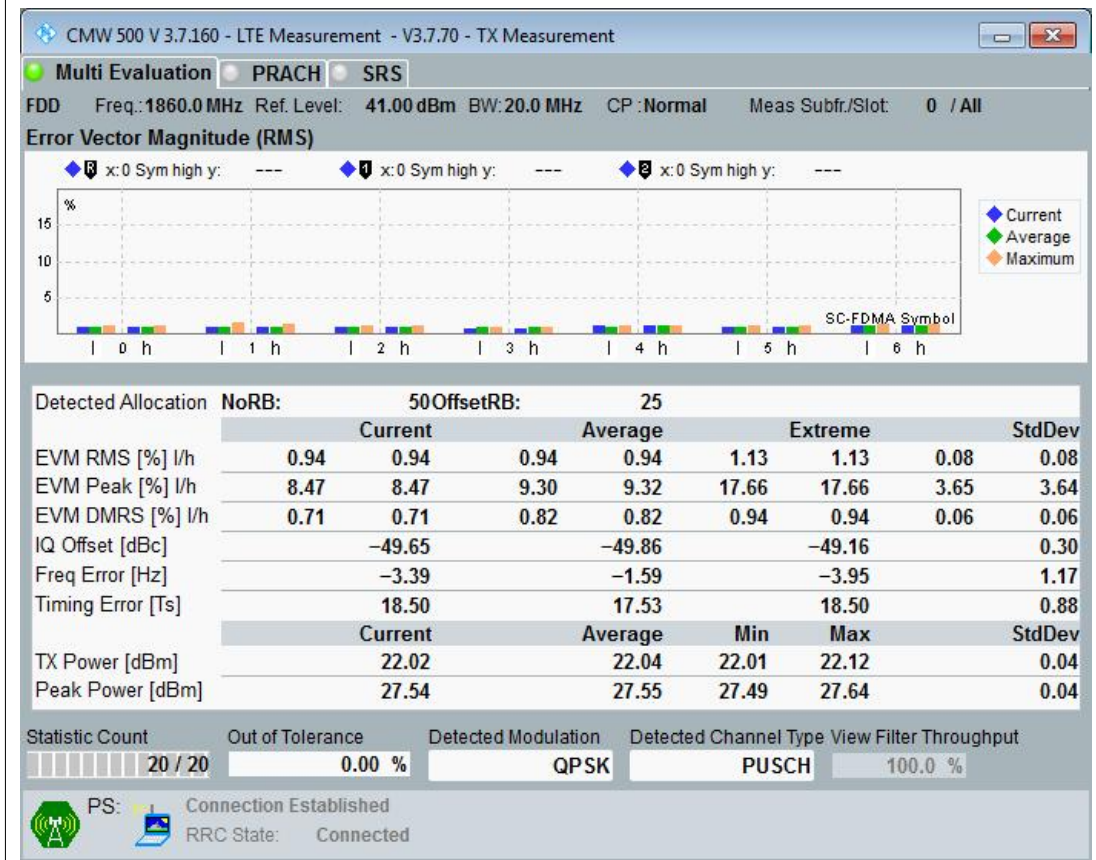 CMW 500 V 3.7.160 - LTE Measurement - V3.7.70 - TX Measurement
Multi Evaluation PRACH SRS
FDD Freq.: 1860.0 MHz Ref. Level: 41.00 dBm BW: 20.0 MHz CP : Normal Meas Subfr./Slot: 0 / All
Error Vector Magnitude (RMS)
R x: 0 Sym high y: --- 1 x: 0 Sym high y: --- 2 x: 0 Sym high y: ---
%
15
10
5
Current
Average
Maximum
SC-FDMA Symbol
l 0 h l 1 h l 2 h l 3 h l 4 h l 5 h l 6 h
Detected Allocation NoRB: 50 OffsetRB: 25
Current Average Extreme StdDev
EVM RMS [%] l/h 0.94 0.94 0.94 0.94 1.13 1.13 0.08 0.08
EVM Peak [%] l/h 8.47 8.47 9.30 9.32 17.66 17.66 3.65 3.64
EVM DMRS [%] l/h 0.71 0.71 0.82 0.82 0.94 0.94 0.06 0.06
IQ Offset [dBc] −49.65 −49.86 −49.16 0.30
Freq Error [Hz] −3.39 −1.59 −3.95 1.17
Timing Error [Ts] 18.50 17.53 18.50 0.88
Current Average Min Max StdDev
TX Power [dBm] 22.02 22.04 22.01 22.12 0.04
Peak Power [dBm] 27.54 27.55 27.49 27.64 0.04
Statistic Count Out of Tolerance Detected Modulation Detected Channel Type View Filter Throughput
20 / 20 0.00 % QPSK PUSCH 100.0 %
PS: Connection Established
RRC State: Connected